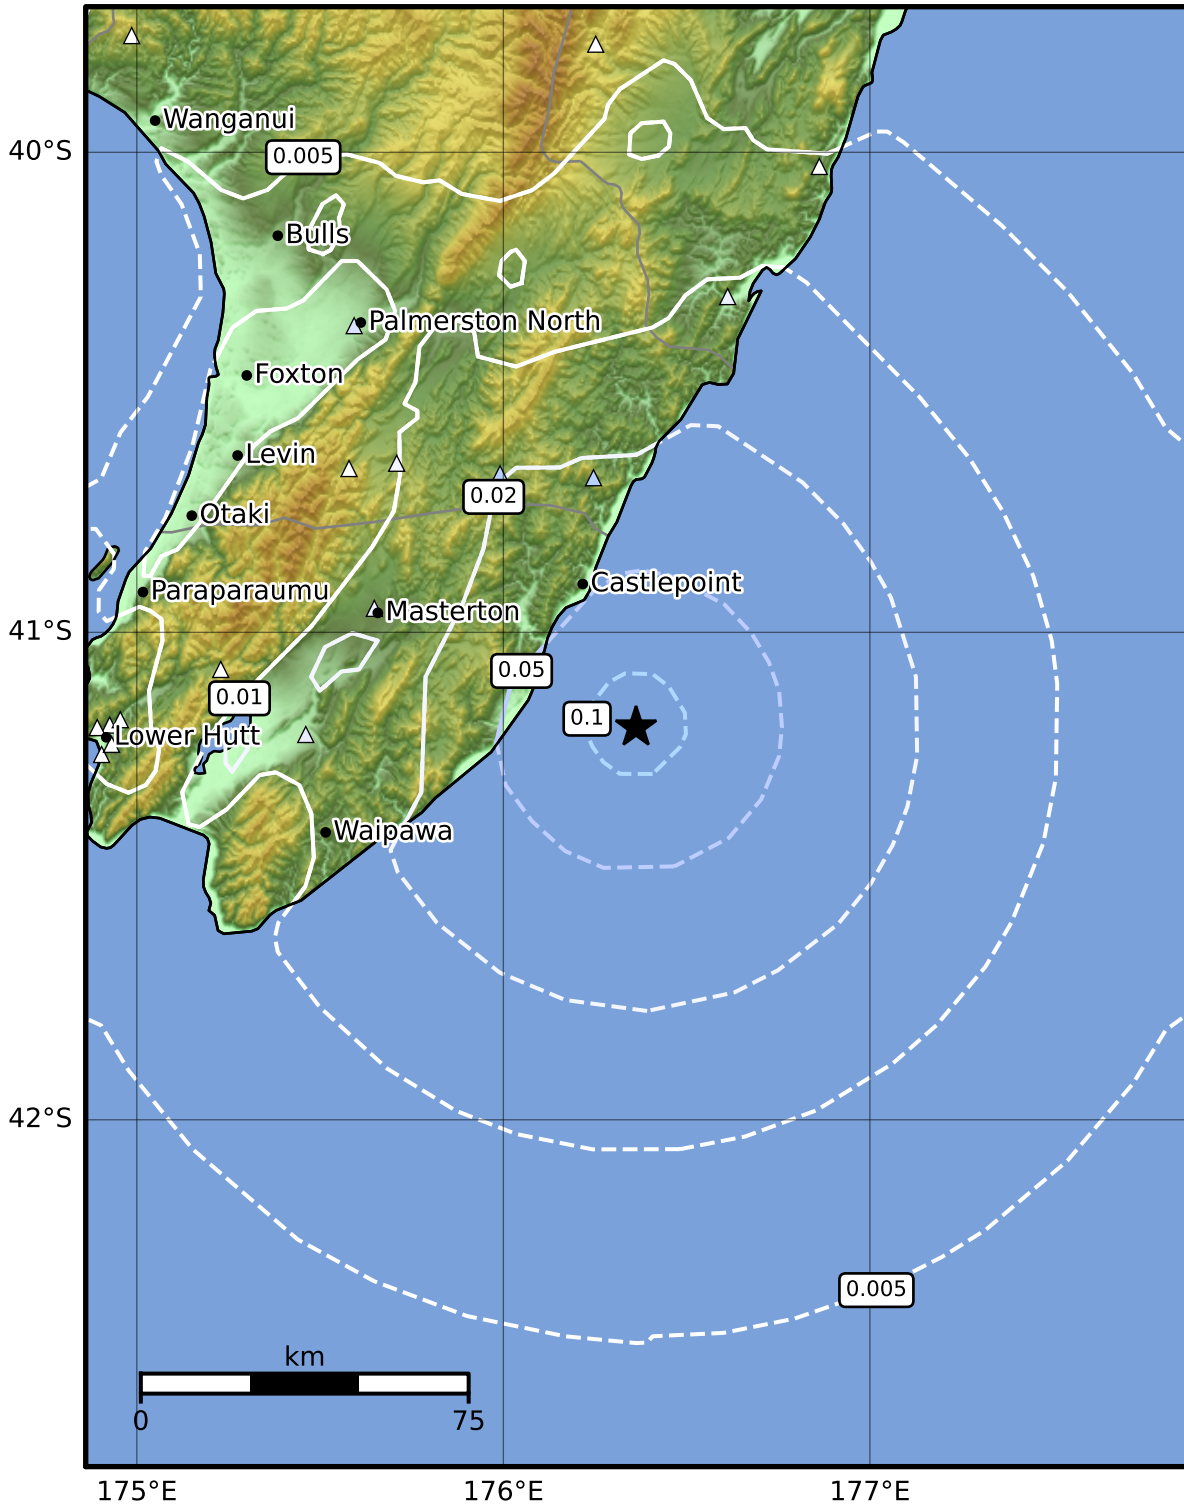 Wanganui
40°S
0.005
Bulls
Palmerston North
Foxton
Levin
0.02
Otaki
Castlepoint
Paraparaumu
Masterton
41°S
0.05
0.01
0.1
Lower Hutt
Waipawa
42°S
0.005
km
0
75
175°E
176°E
177°E